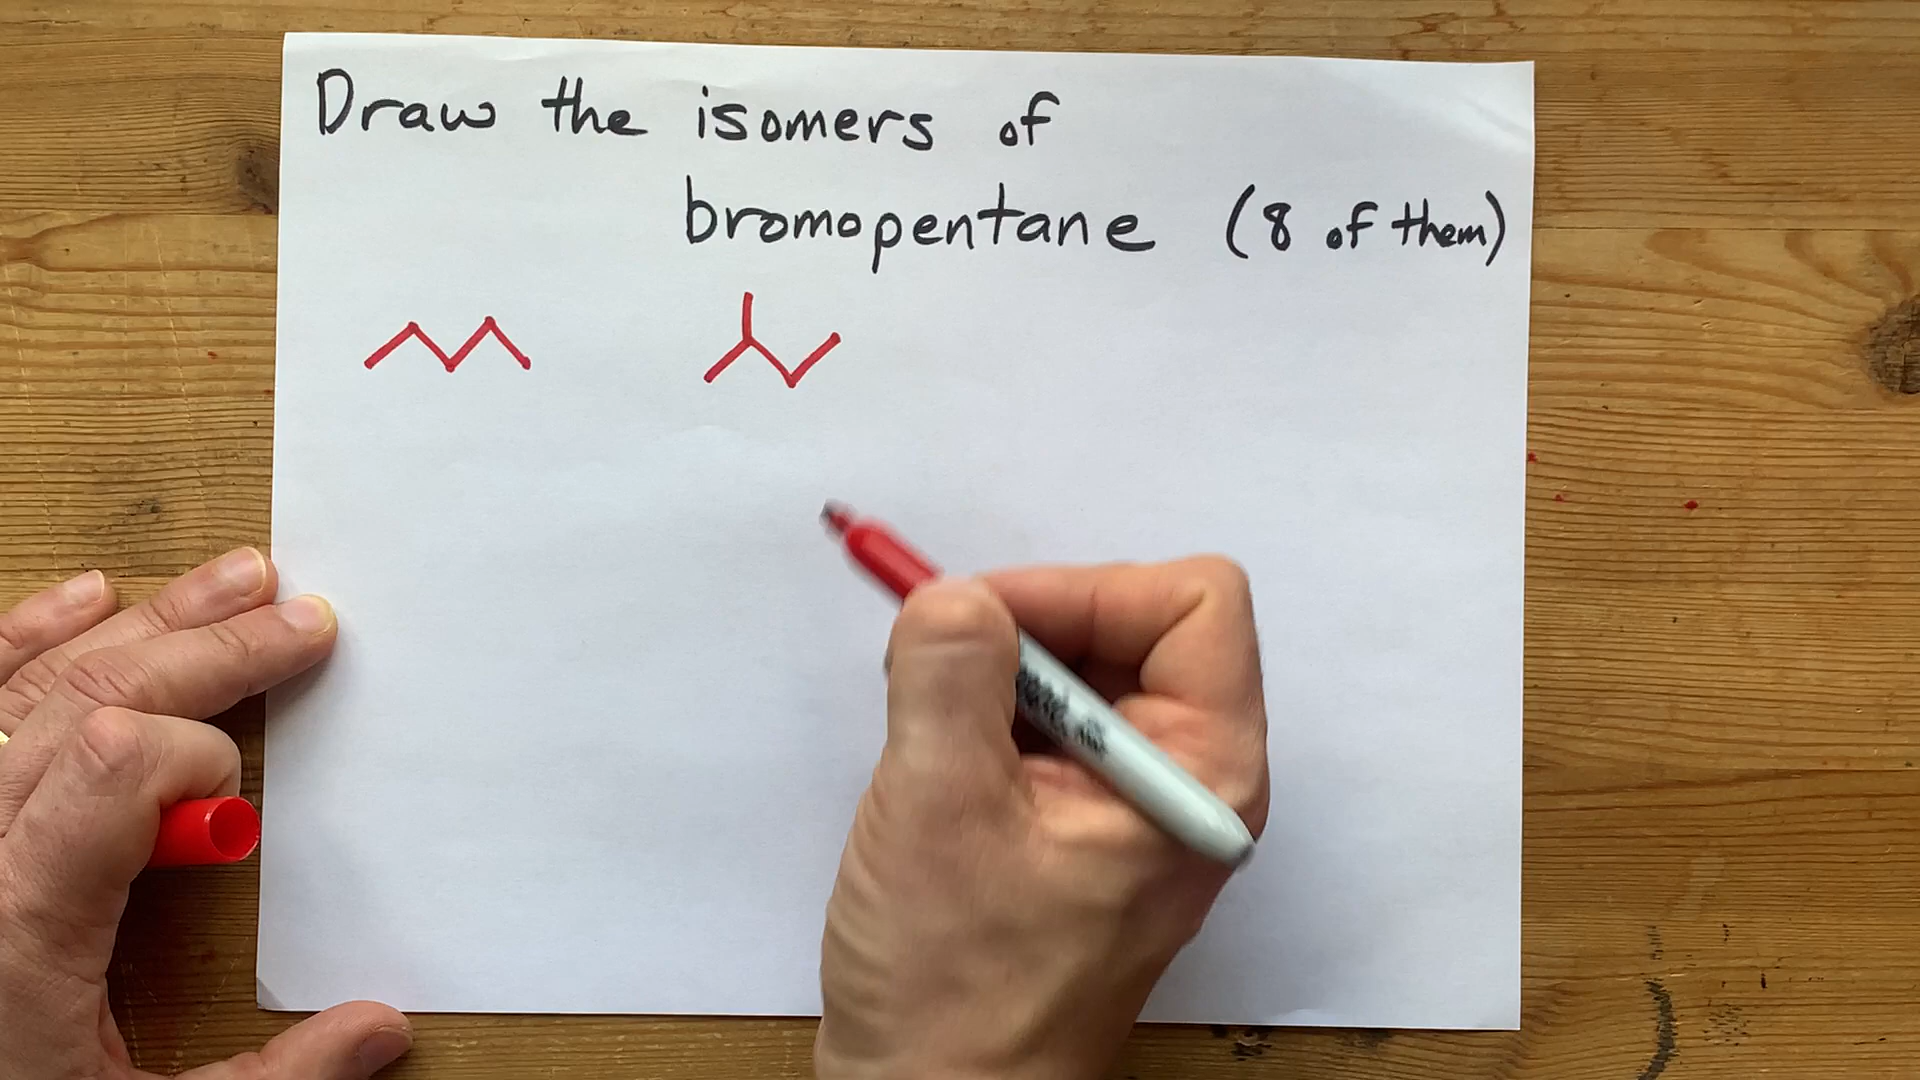 Draw the isomers of
bromopentane (8 of them)